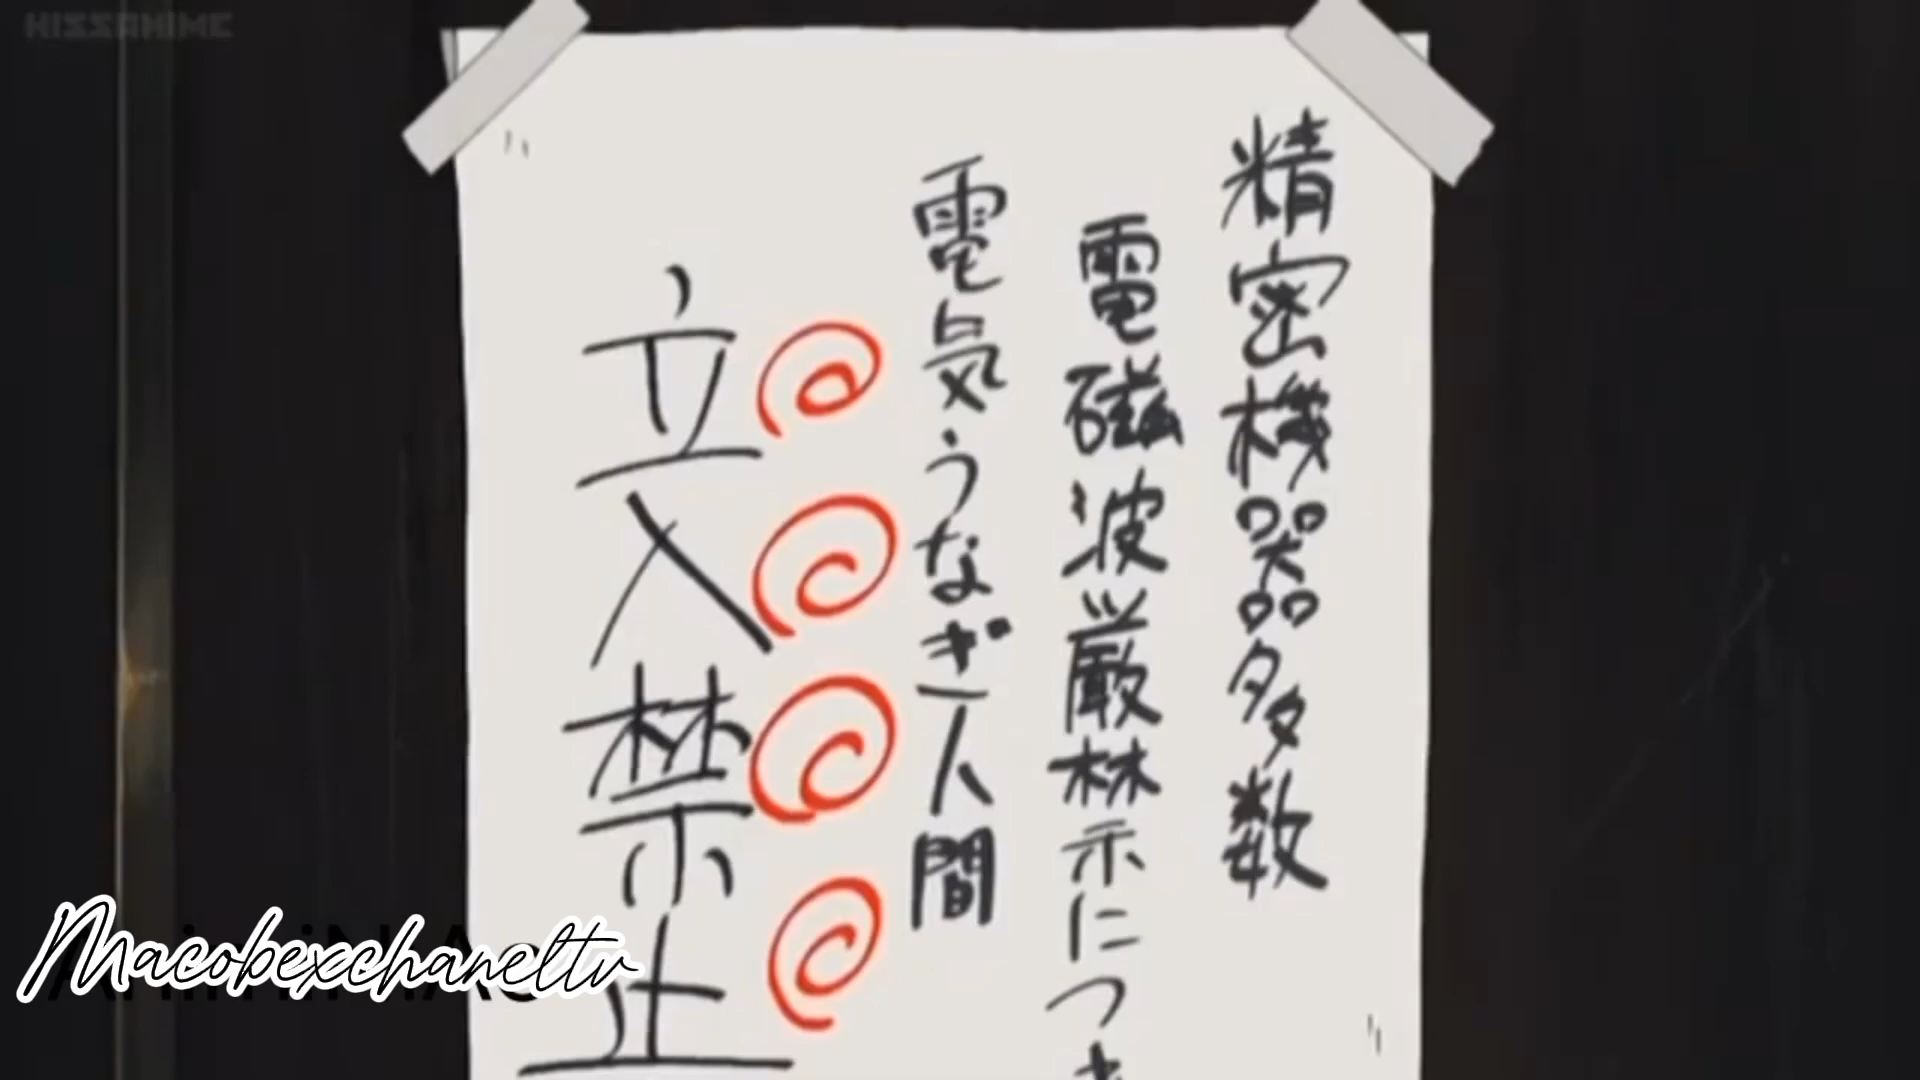 KISSANIME
精密機器多数
電磁波厳禁につき
電気うなぎ人間
立入禁止
Macobexchaneltv